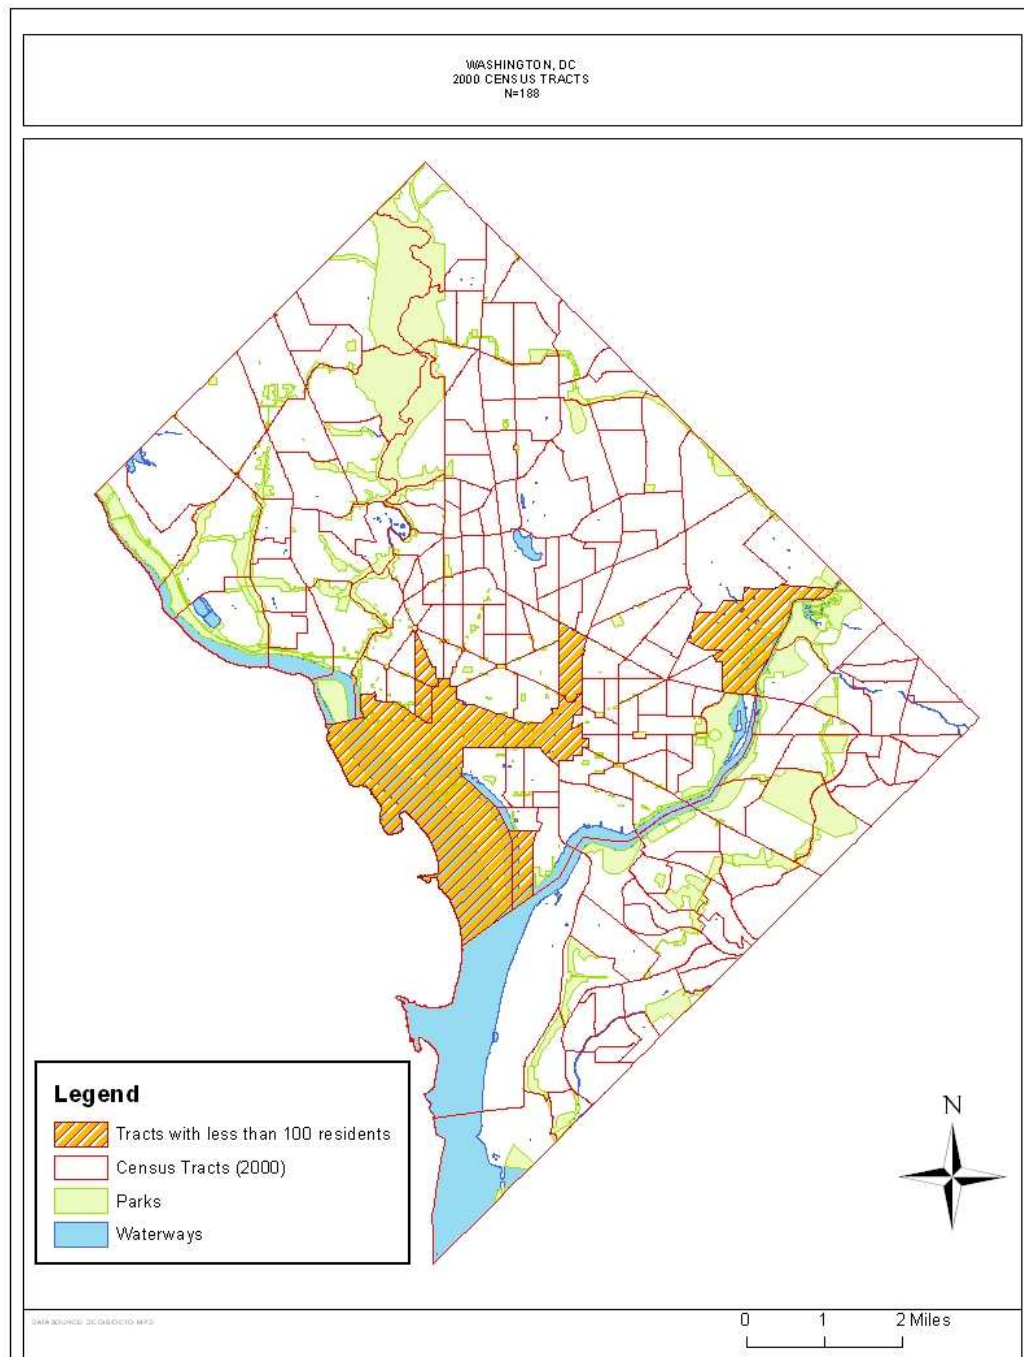 WASHINGTON, DC
2000 CENSUS TRACTS
N=188
Legend
Tracts with less than 100 residents
Census Tracts (2000)
Parks
Waterways
N
0 1 2 Miles